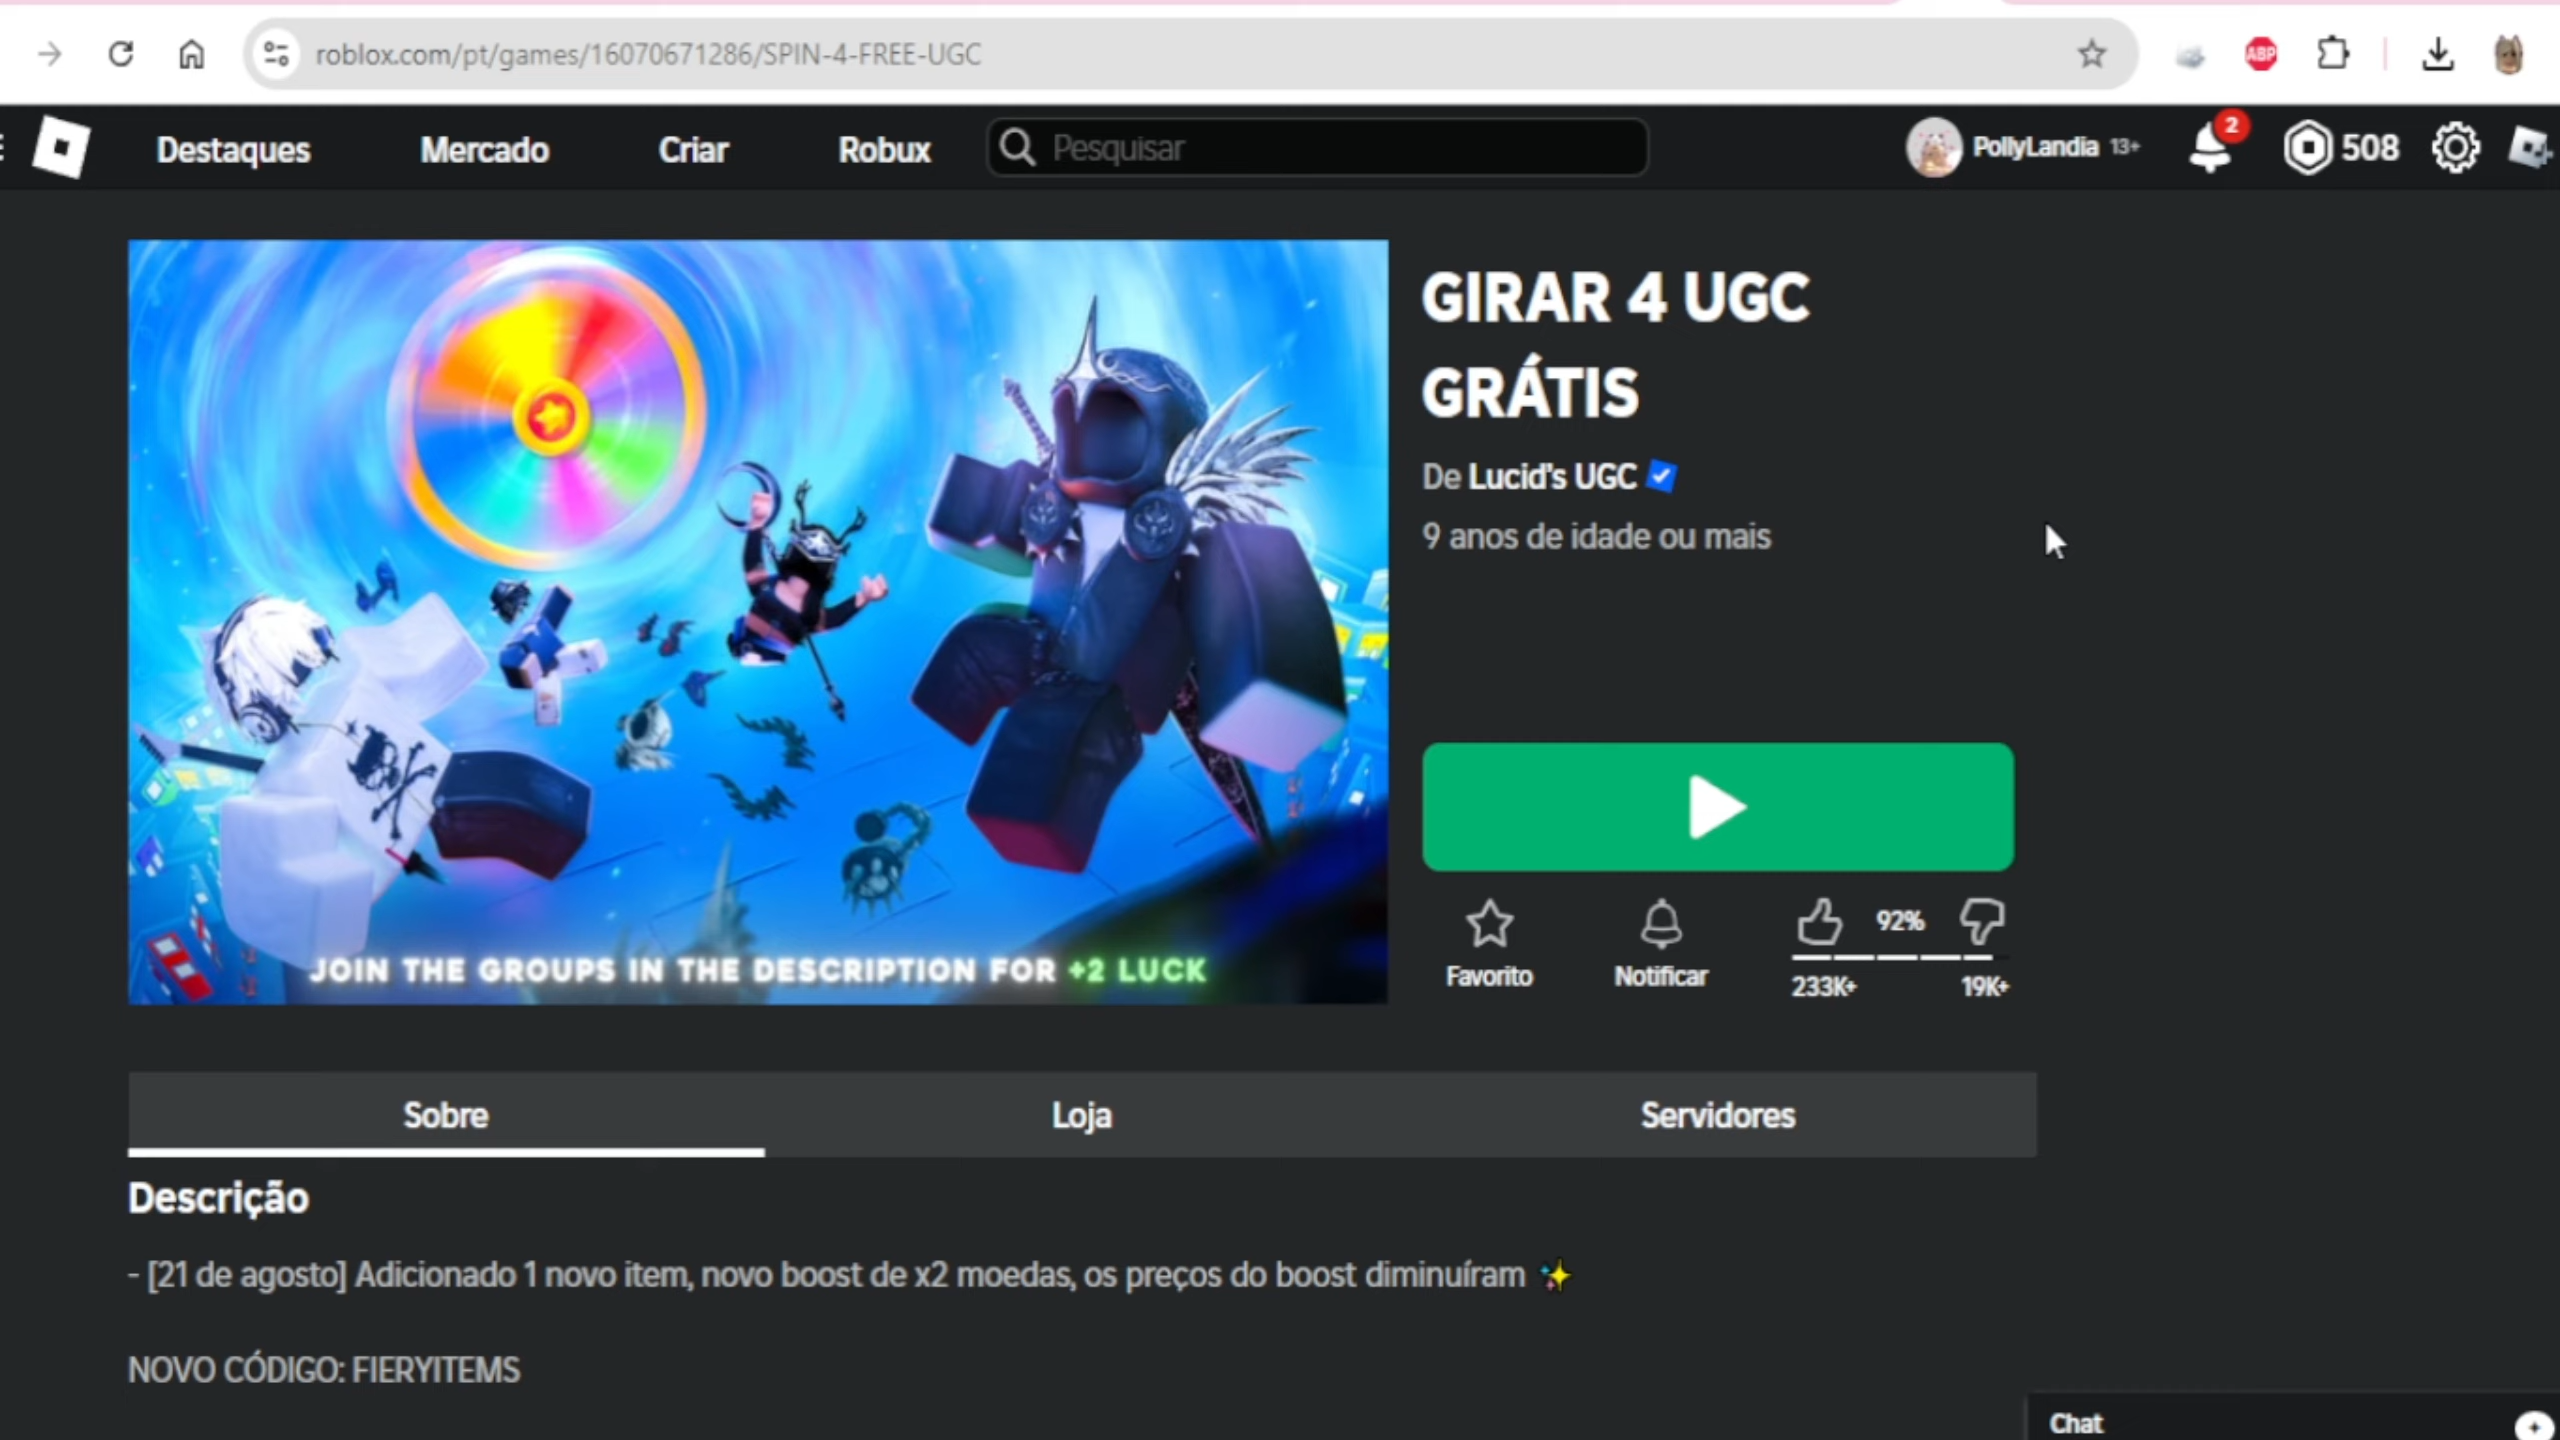 roblox.com/pt/games/16070671286/SPIN-4-FREE-UGC
ABP
Destaques
Mercado
Criar
Robux
Pesquisar
PollyLandia 13+
2
508
GIRAR 4 UGC
GRÁTIS
De Lucid's UGC
9 anos de idade ou mais
JOIN THE GROUPS IN THE DESCRIPTION FOR +2 LUCK
Favorito
Notificar
92%
233K+
19K+
Sobre
Loja
Servidores
Descrição
- [21 de agosto] Adicionado 1 novo item, novo boost de x2 moedas, os preços do boost diminuíram ✨
NOVO CÓDIGO: FIERYITEMS
Chat